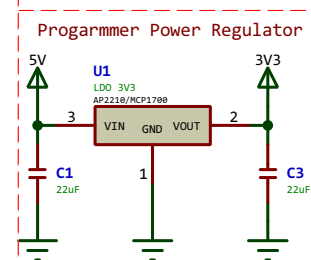 Progarmmer Power Regulator
5V
3V3
U1
LDO 3V3
AP2210/MCP1700
3
VIN
GND
VOUT
2
1
C1
22uF
C3
22uF